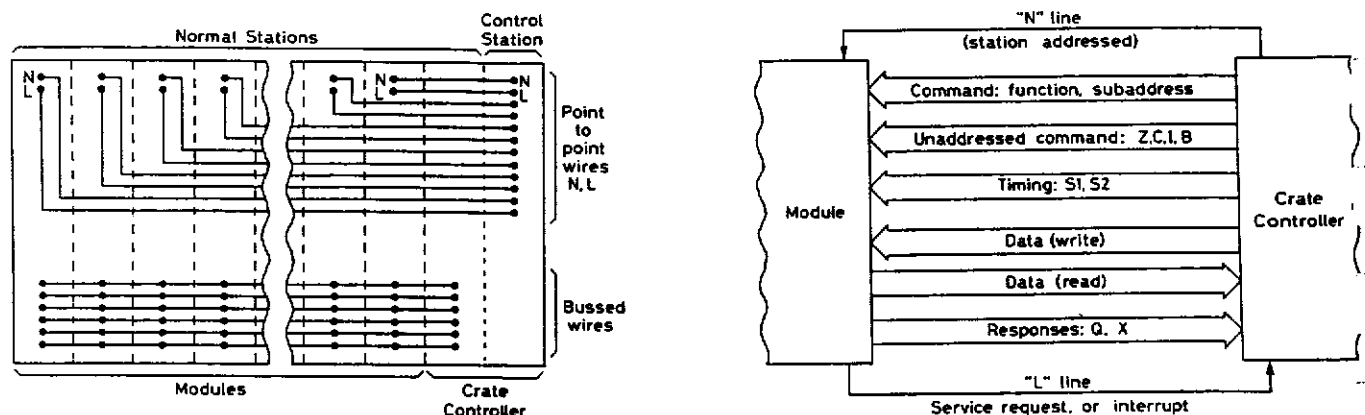 Normal Stations
Control
Station
N
L
N
L
N
L
Point
to
point
wires
N, L
Bussed
wires
Modules
Crate
Controller
"N" line
(station addressed)
Command: function, subaddress
Unaddressed command: Z,C,I,B
Timing: S1, S2
Module
Crate
Controller
Data (write)
Data (read)
Responses: Q, X
"L" line
Service request, or interrupt